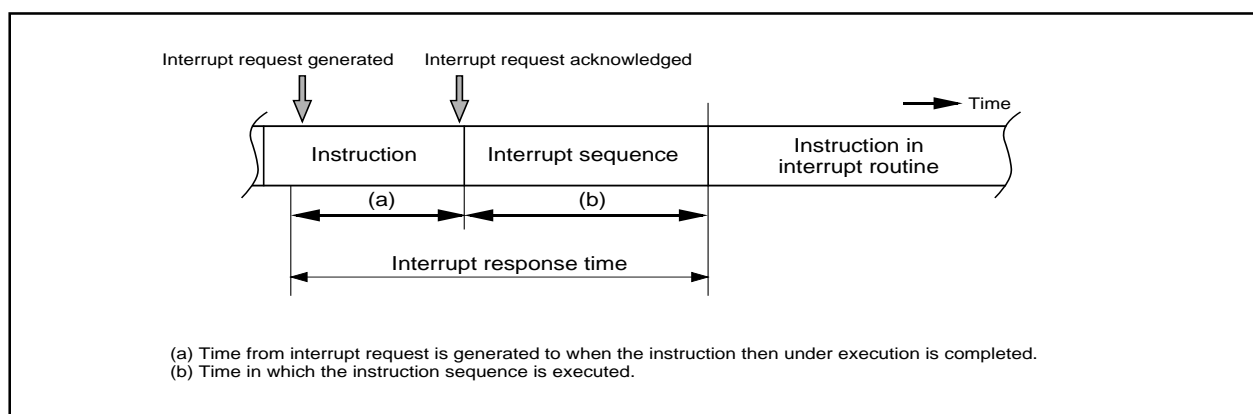 Interrupt request generated
Interrupt request acknowledged
Time
Instruction
Interrupt sequence
Instruction in
interrupt routine
(a)
(b)
Interrupt response time
(a) Time from interrupt request is generated to when the instruction then under execution is completed.
(b) Time in which the instruction sequence is executed.